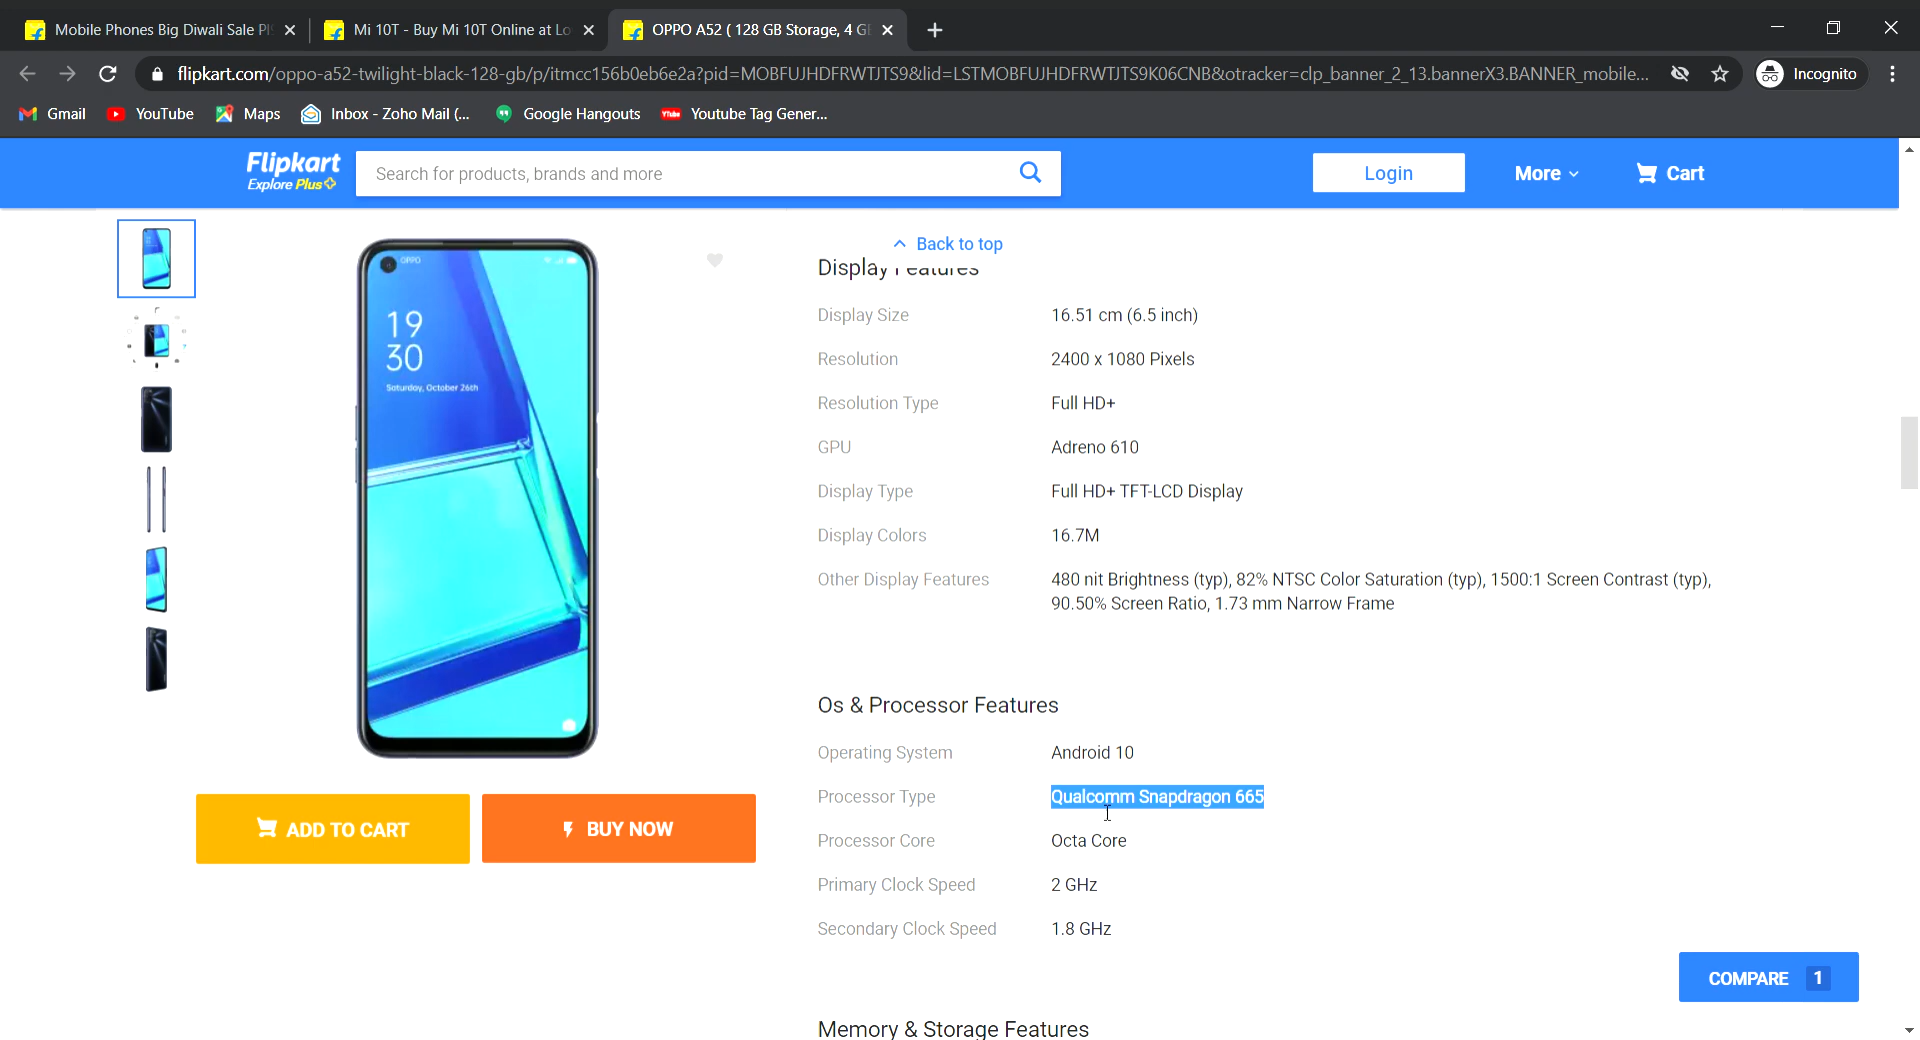 Mobile Phones Big Diwali Sale
Mi 10T - Buy Mi 10T Online at Lo
OPPO A52 ( 128 GB Storage, 4 G
flipkart.com/oppo-a52-twilight-black-128-gb/p/itmcc156b0eb6e2a?pid=MOBFUJHDFRWTJTS9&lid=LSTMOBFUJHDFRWTJTS9K06CNB&otracker=clp_banner_2_13.bannerX3.BANNER_mobile...
Incognito
Gmail
YouTube
Maps
Inbox - Zoho Mail (...
Google Hangouts
Youtube Tag Gener...
Flipkart
Explore Plus
Search for products, brands and more
Login
More
Cart
OPPO
19
30
Saturday, October 26th
ADD TO CART
BUY NOW
Back to top
Display Features
Display Size 16.51 cm (6.5 inch)
Resolution 2400 x 1080 Pixels
Resolution Type Full HD+
GPU Adreno 610
Display Type Full HD+ TFT-LCD Display
Display Colors 16.7M
Other Display Features 480 nit Brightness (typ), 82% NTSC Color Saturation (typ), 1500:1 Screen Contrast (typ),
90.50% Screen Ratio, 1.73 mm Narrow Frame
Os & Processor Features
Operating System Android 10
Processor Type Qualcomm Snapdragon 665
Processor Core Octa Core
Primary Clock Speed 2 GHz
Secondary Clock Speed 1.8 GHz
COMPARE 1
Memory & Storage Features